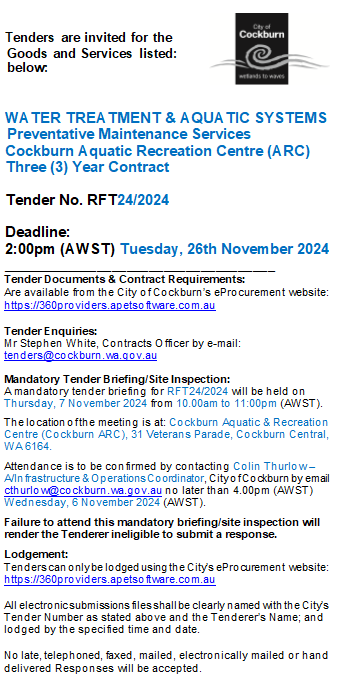 Tenders are invited for the
Goods and Services listed:
below:
City of
Cockburn
wetlands to waves
WATER TREATMENT & AQUATIC SYSTEMS
Preventative Maintenance Services
Cockburn Aquatic Recreation Centre (ARC)
Three (3) Year Contract
Tender No. RFT24/2024
Deadline:
2:00pm (AWST) Tuesday, 26th November 2024
Tender Documents & Contract Requirements:
Are available from the City of Cockburn's eProcurement website:
https://360providers.apetsoftware.com.au
Tender Enquiries:
Mr Stephen White, Contracts Officer by e-mail:
tenders@cockburn.wa.gov.au
Mandatory Tender Briefing/Site Inspection:
A mandatory tender briefing for RFT24/2024 will be held on
Thursday, 7 November 2024 from 10.00am to 11:00pm (AWST).
The location of the meeting is at: Cockburn Aquatic & Recreation
Centre (Cockburn ARC), 31 Veterans Parade, Cockburn Central,
WA 6164.
Attendance is to be confirmed by contacting Colin Thurlow –
A/Infrastructure & Operations Coordinator, City of Cockburn by email
cthurlow@cockburn.wa.gov.au no later than 4.00pm (AWST)
Wednesday, 6 November 2024 (AWST).
Failure to attend this mandatory briefing/site inspection will
render the Tenderer ineligible to submit a response.
Lodgement:
Tenders can only be lodged using the City's eProcurement website:
https://360providers.apetsoftware.com.au
All electronic submissions files shall be clearly named with the City's
Tender Number as stated above and the Tenderer's Name; and
lodged by the specified time and date.
No late, telephoned, faxed, mailed, electronically mailed or hand
delivered Responses will be accepted.